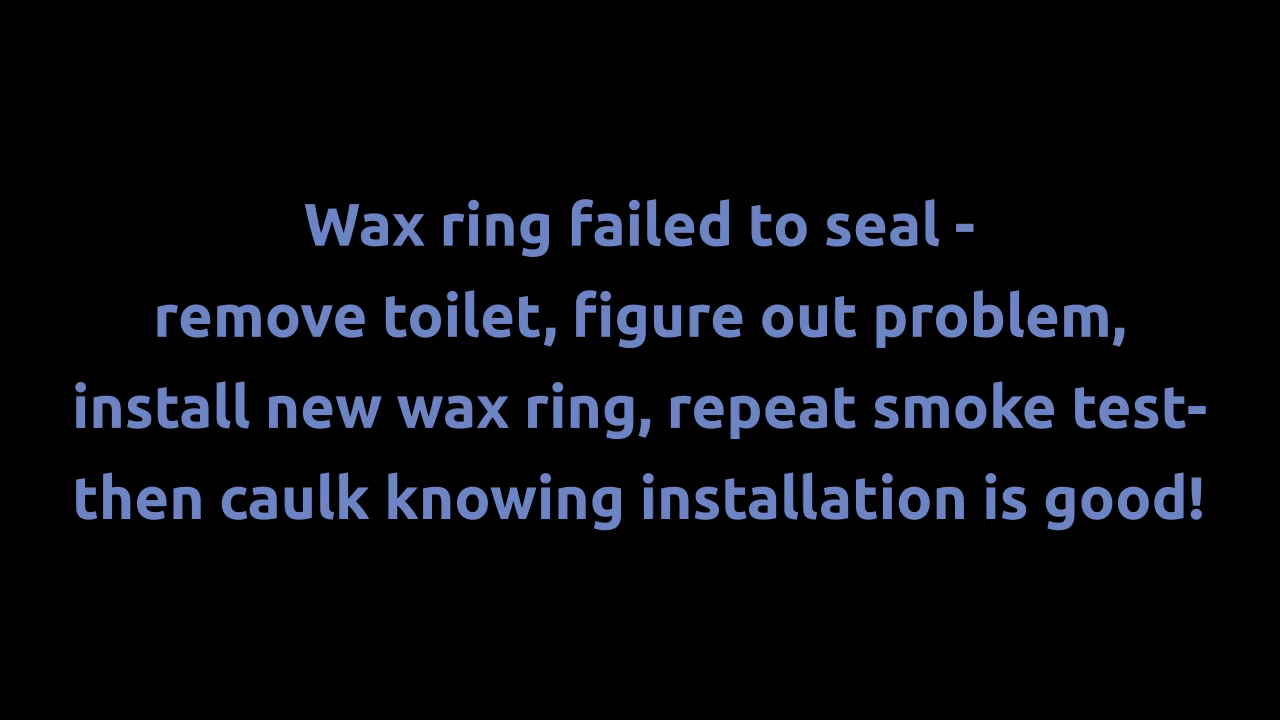 Wax ring failed to seal -
remove toilet, figure out problem,
install new wax ring, repeat smoke test-
then caulk knowing installation is good!